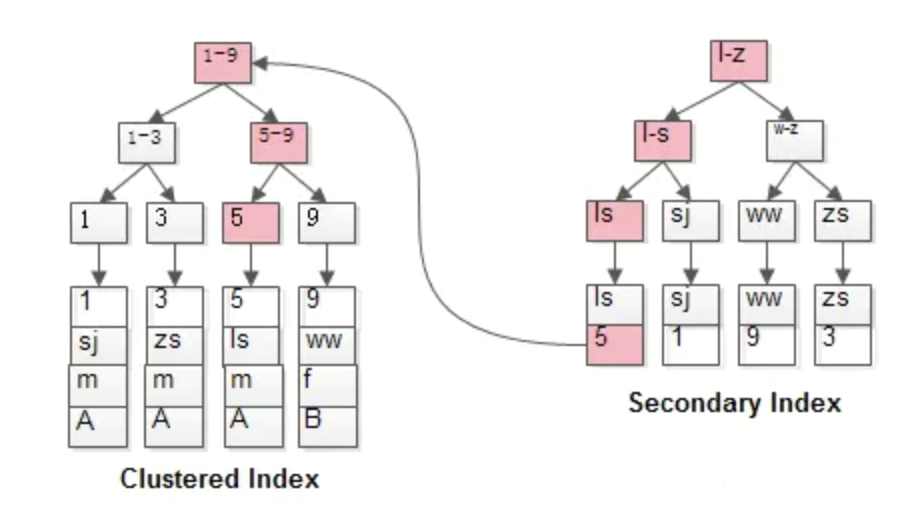 1-9
1-3
5-9
1
3
5
9
1
3
5
9
sj
zs
ls
ww
m
m
m
f
A
A
A
B
Clustered Index
l-z
l-s
w-z
ls
sj
ww
zs
ls
sj
ww
zs
5
1
9
3
Secondary Index